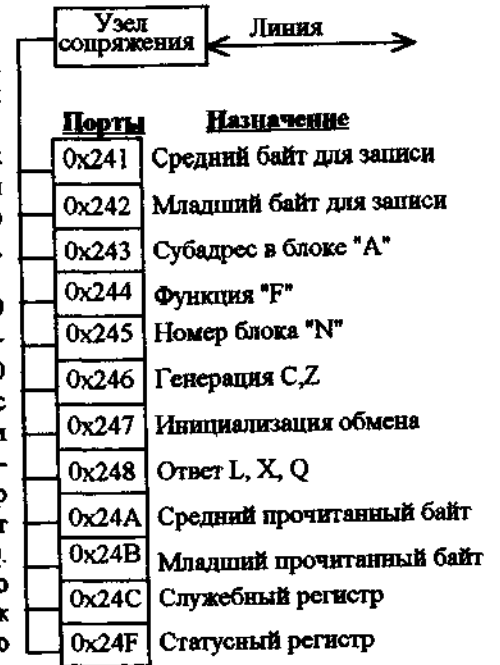 Узел
сопряжения
Линия
Порты Назначение
0x241 Средний байт для записи
0x242 Младший байт для записи
0x243 Субадрес в блоке "A"
0x244 Функция "F"
0x245 Номер блока "N"
0x246 Генерация C,Z
0x247 Инициализация обмена
0x248 Ответ L, X, Q
0x24A Средний прочитанный байт
0x24B Младший прочитанный байт
0x24C Служебный регистр
0x24F Статусный регистр